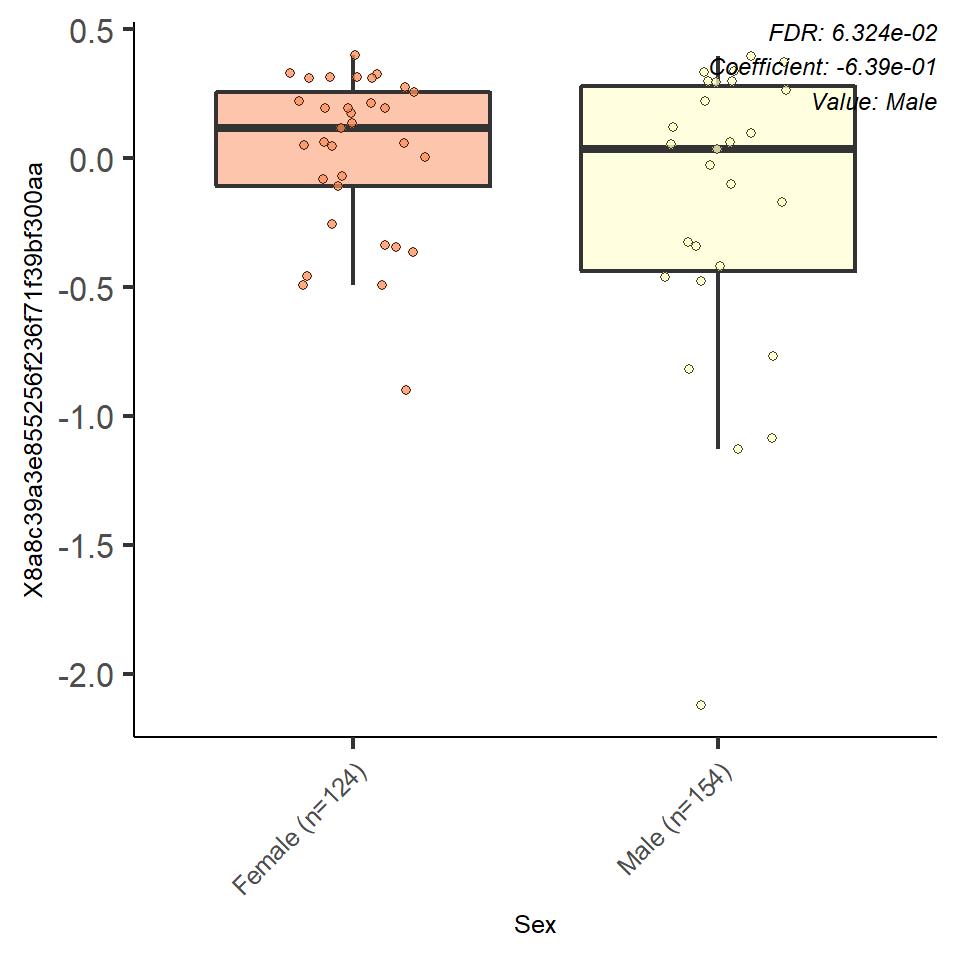 FDR: 6.324e-02
Coefficient: -6.39e-01
Value: Male
0.5
0.0
-0.5
-1.0
-1.5
-2.0
X8a8c39a3e855256f236f71f39bf300aa
Female (n=124)
Male (n=154)
Sex